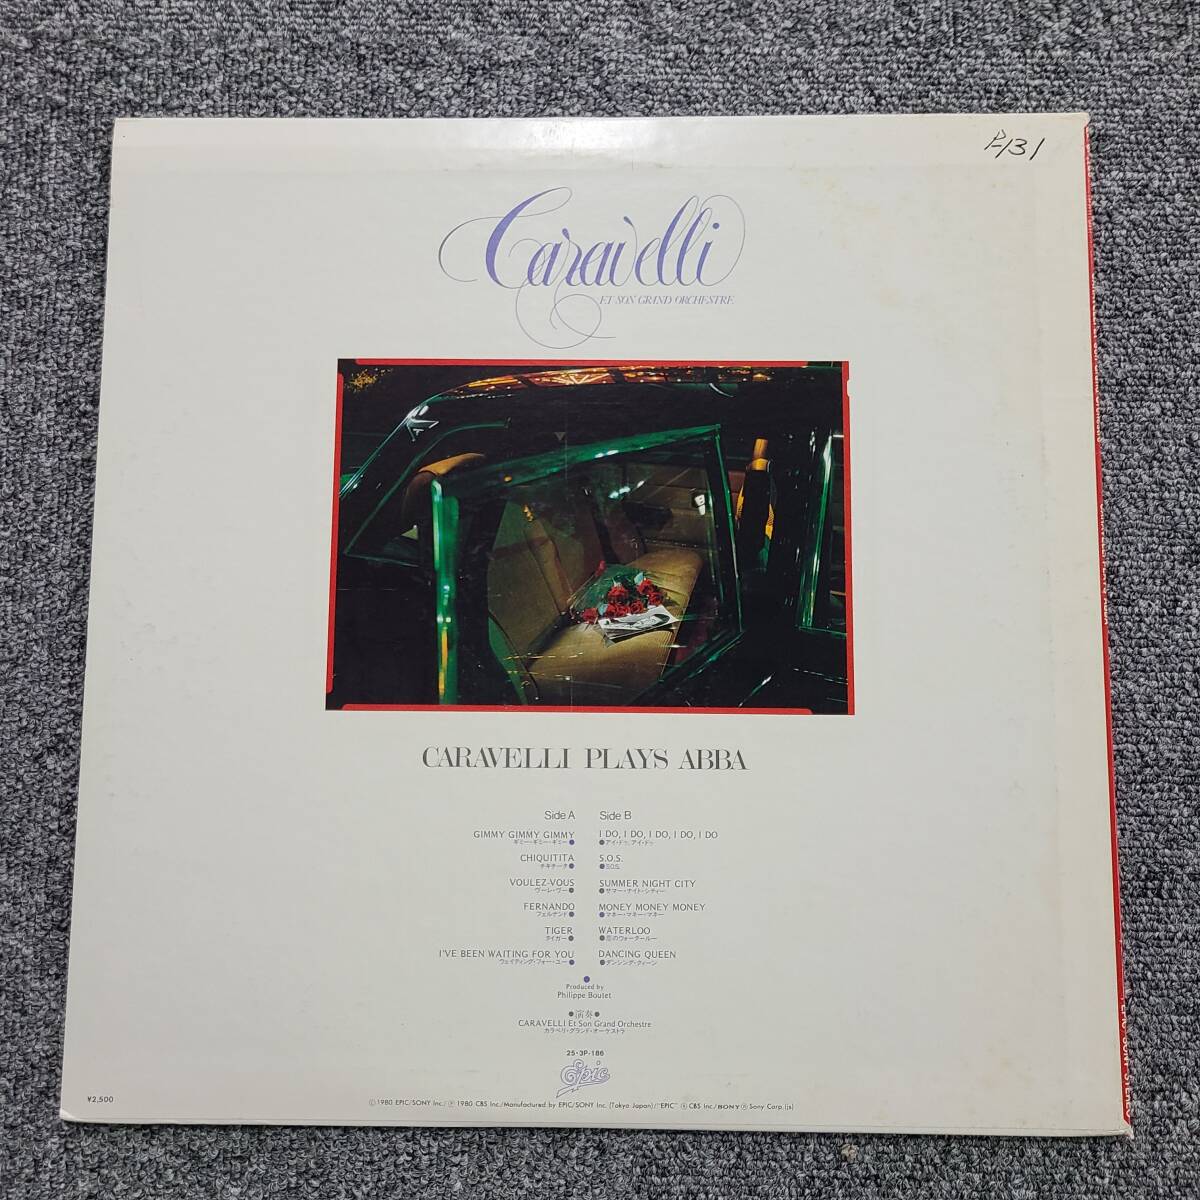 P-131
Caravelli
ET SON GRAND ORCHESTRE
CARAVELLI PLAYS ABBA
Side A
GIMMY GIMMY GIMMY
ギミー・ギミー・ギミー●
CHIQUITITA
チキチータ●
VOULEZ-VOUS
ヴーレ・ヴー●
FERNANDO
フェルナンド●
TIGER
タイガー●
I'VE BEEN WAITING FOR YOU
ウェイティング・フォー・ユー●
Side B
I DO, I DO, I DO, I DO, I DO
●アイ・ドゥ, アイ・ドゥ
S.O.S.
●S.O.S.
SUMMER NIGHT CITY
●サマー・ナイト・シティー
MONEY MONEY MONEY
●マネー・マネー・マネー
WATERLOO
●恋のウォータールー
DANCING QUEEN
●ダンシング・クィーン
Produced by
Philippe Boutet
●演奏●
CARAVELLI Et Son Grand Orchestre
カラベリ・グランド・オーケストラ
25・3P-186
Epic
¥2,500
Ⓒ 1980 EPIC/SONY Inc./Ⓟ 1980 CBS Inc./Manufactured by EPIC/SONY Inc. (Tokyo Japan)/"EPIC" ® CBS Inc./SONY ® Sony Corp. (js)